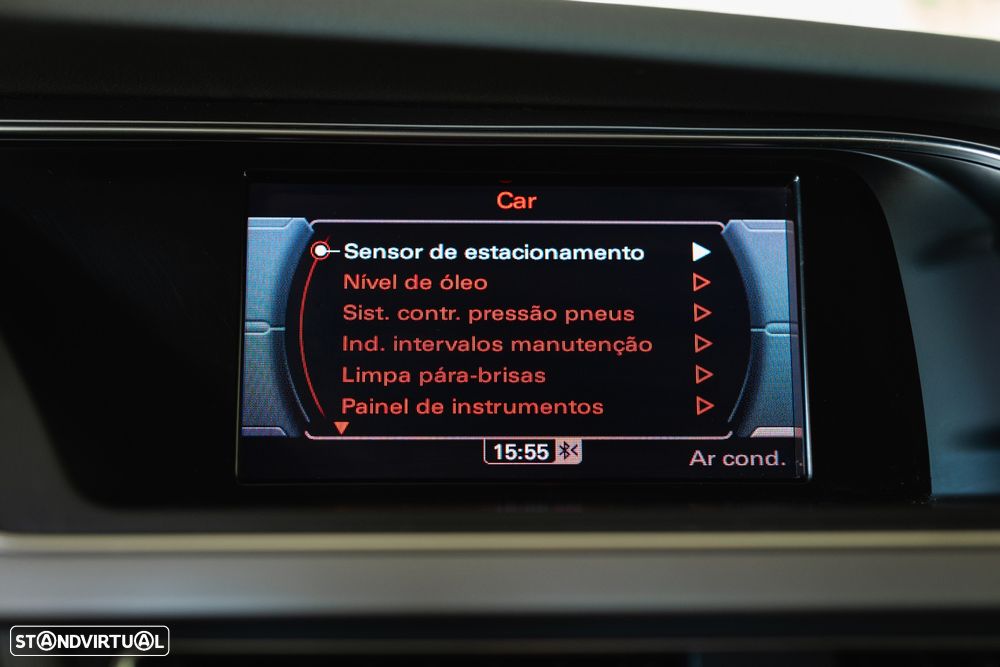 Car
Sensor de estacionamento
Nível de óleo
Sist. contr. pressão pneus
Ind. intervalos manutenção
Limpa pára-brisas
Painel de instrumentos
15:55
Ar cond.
STANDVIRTUAL